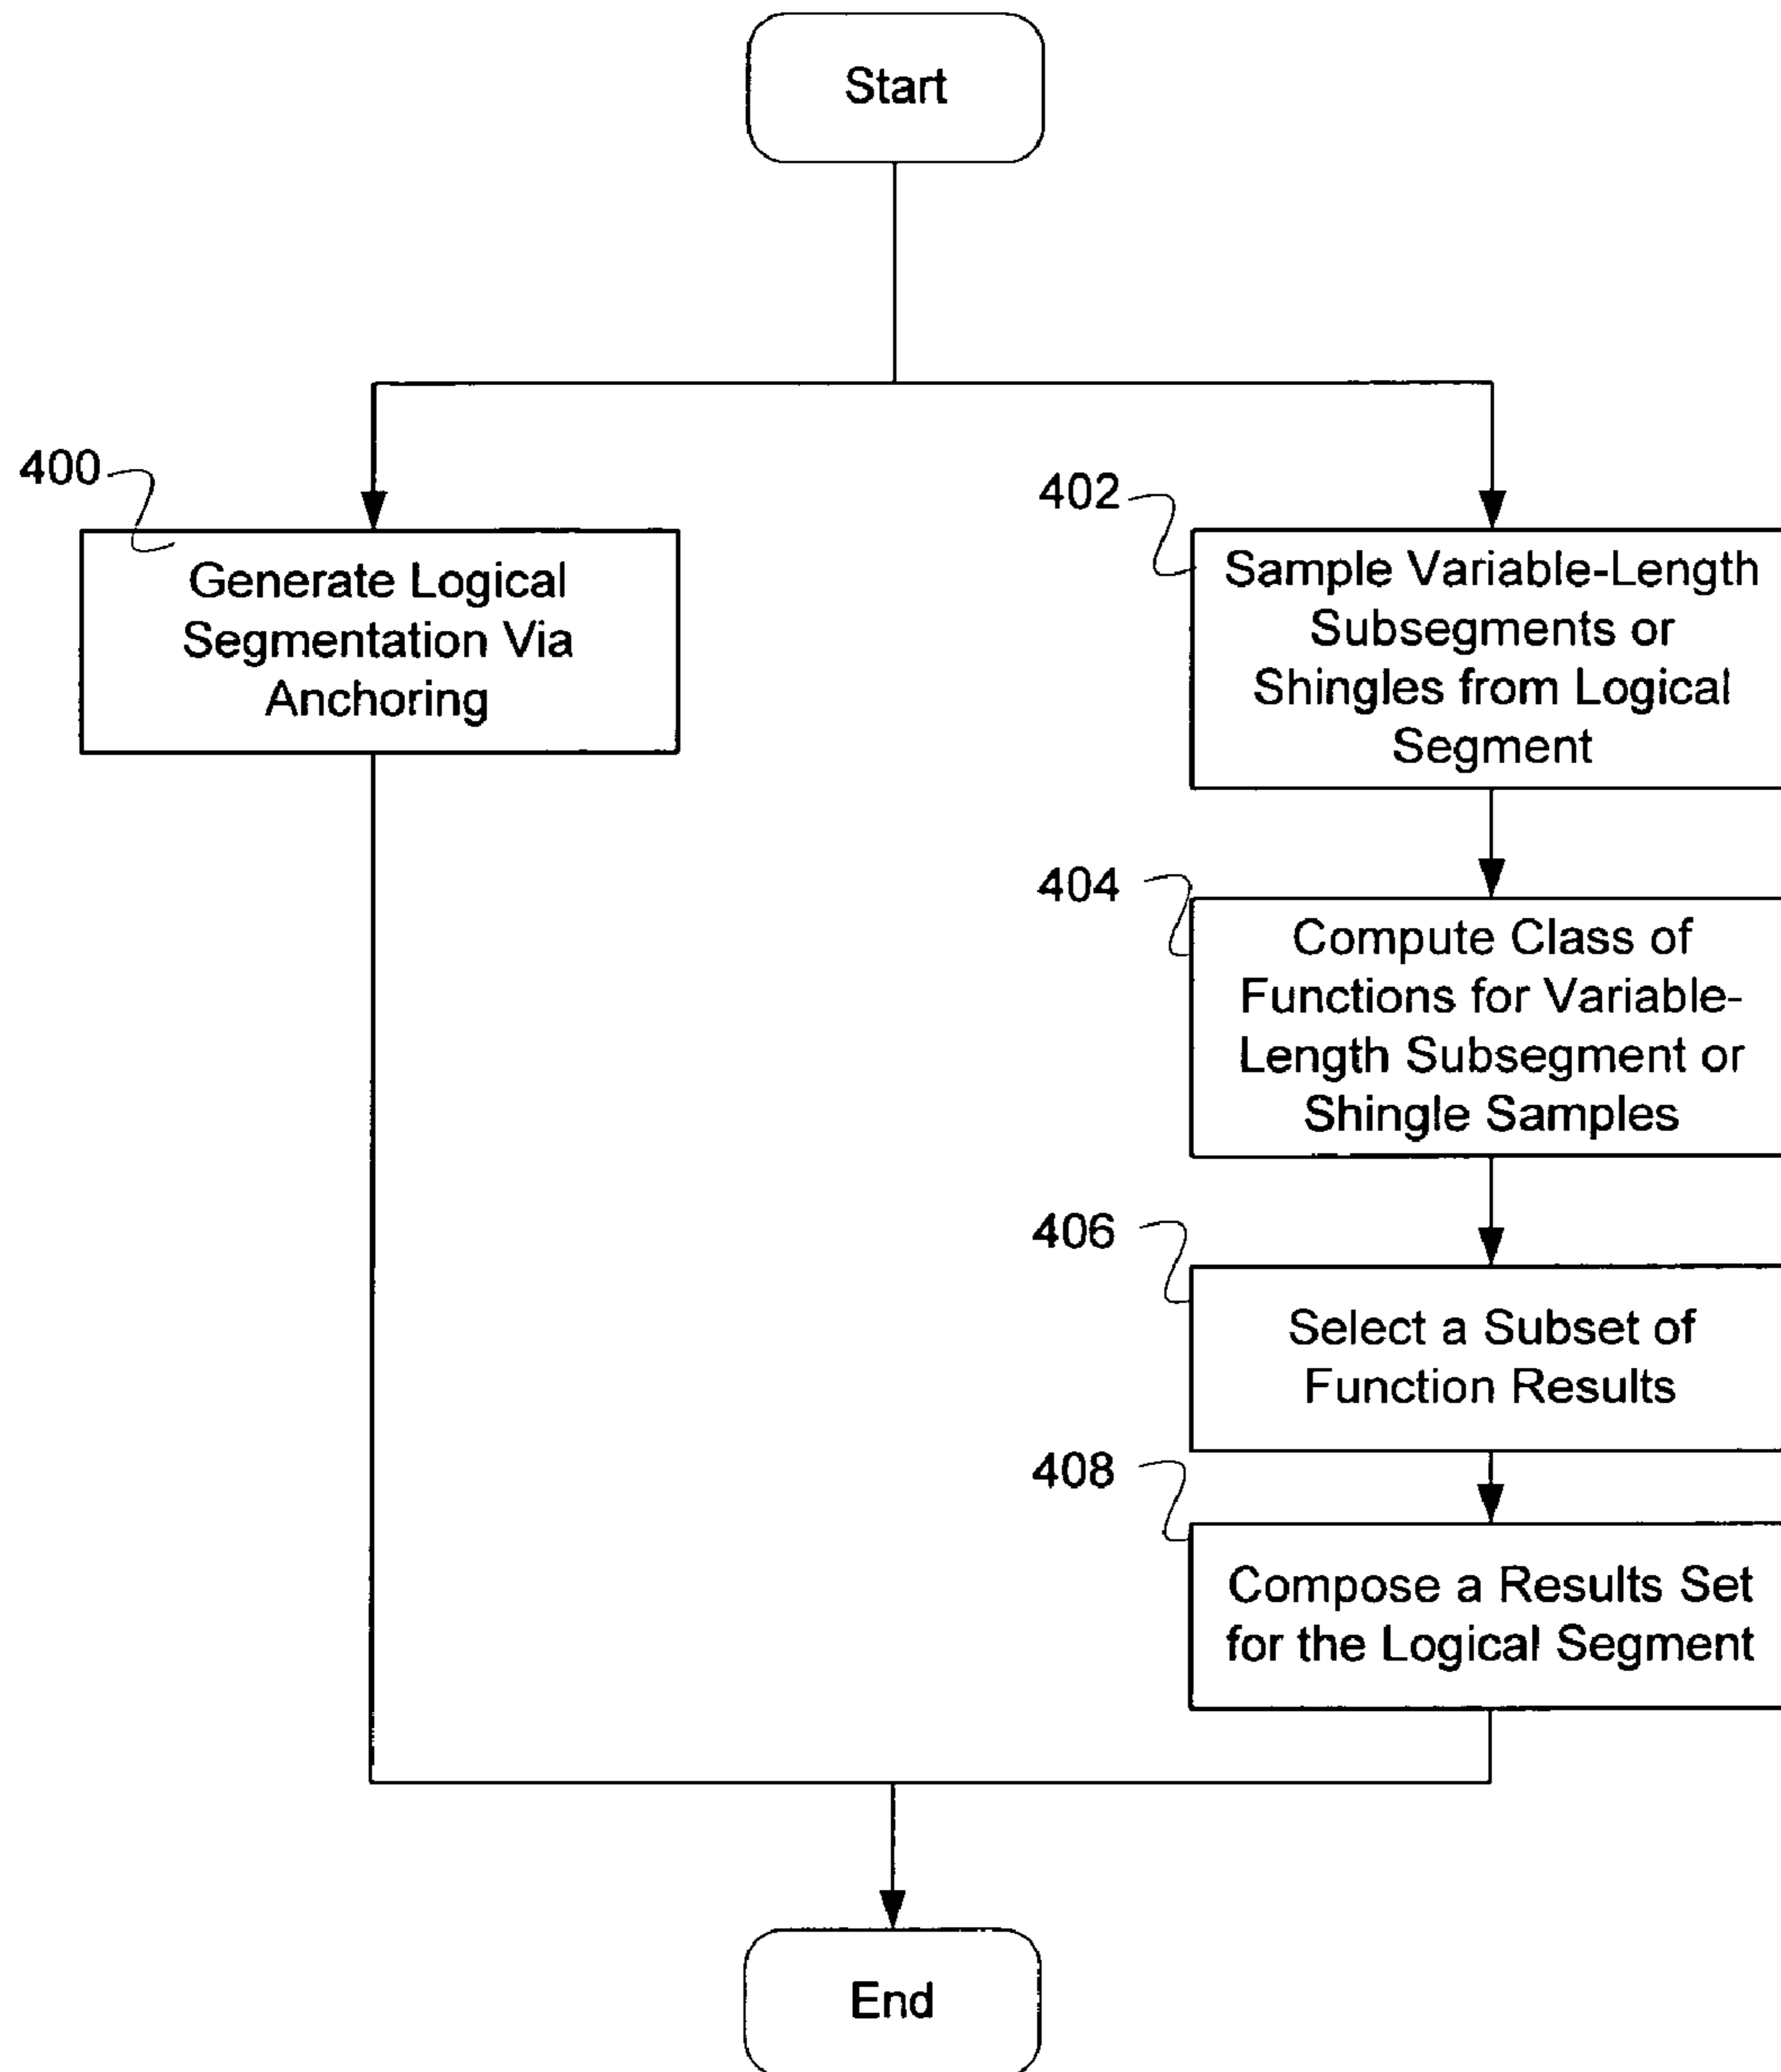 Start
400
Generate Logical
Segmentation Via
Anchoring
402
Sample Variable-Length
Subsegments or
Shingles from Logical
Segment
404
Compute Class of
Functions for Variable-
Length Subsegment or
Shingle Samples
406
Select a Subset of
Function Results
408
Compose a Results Set
for the Logical Segment
End